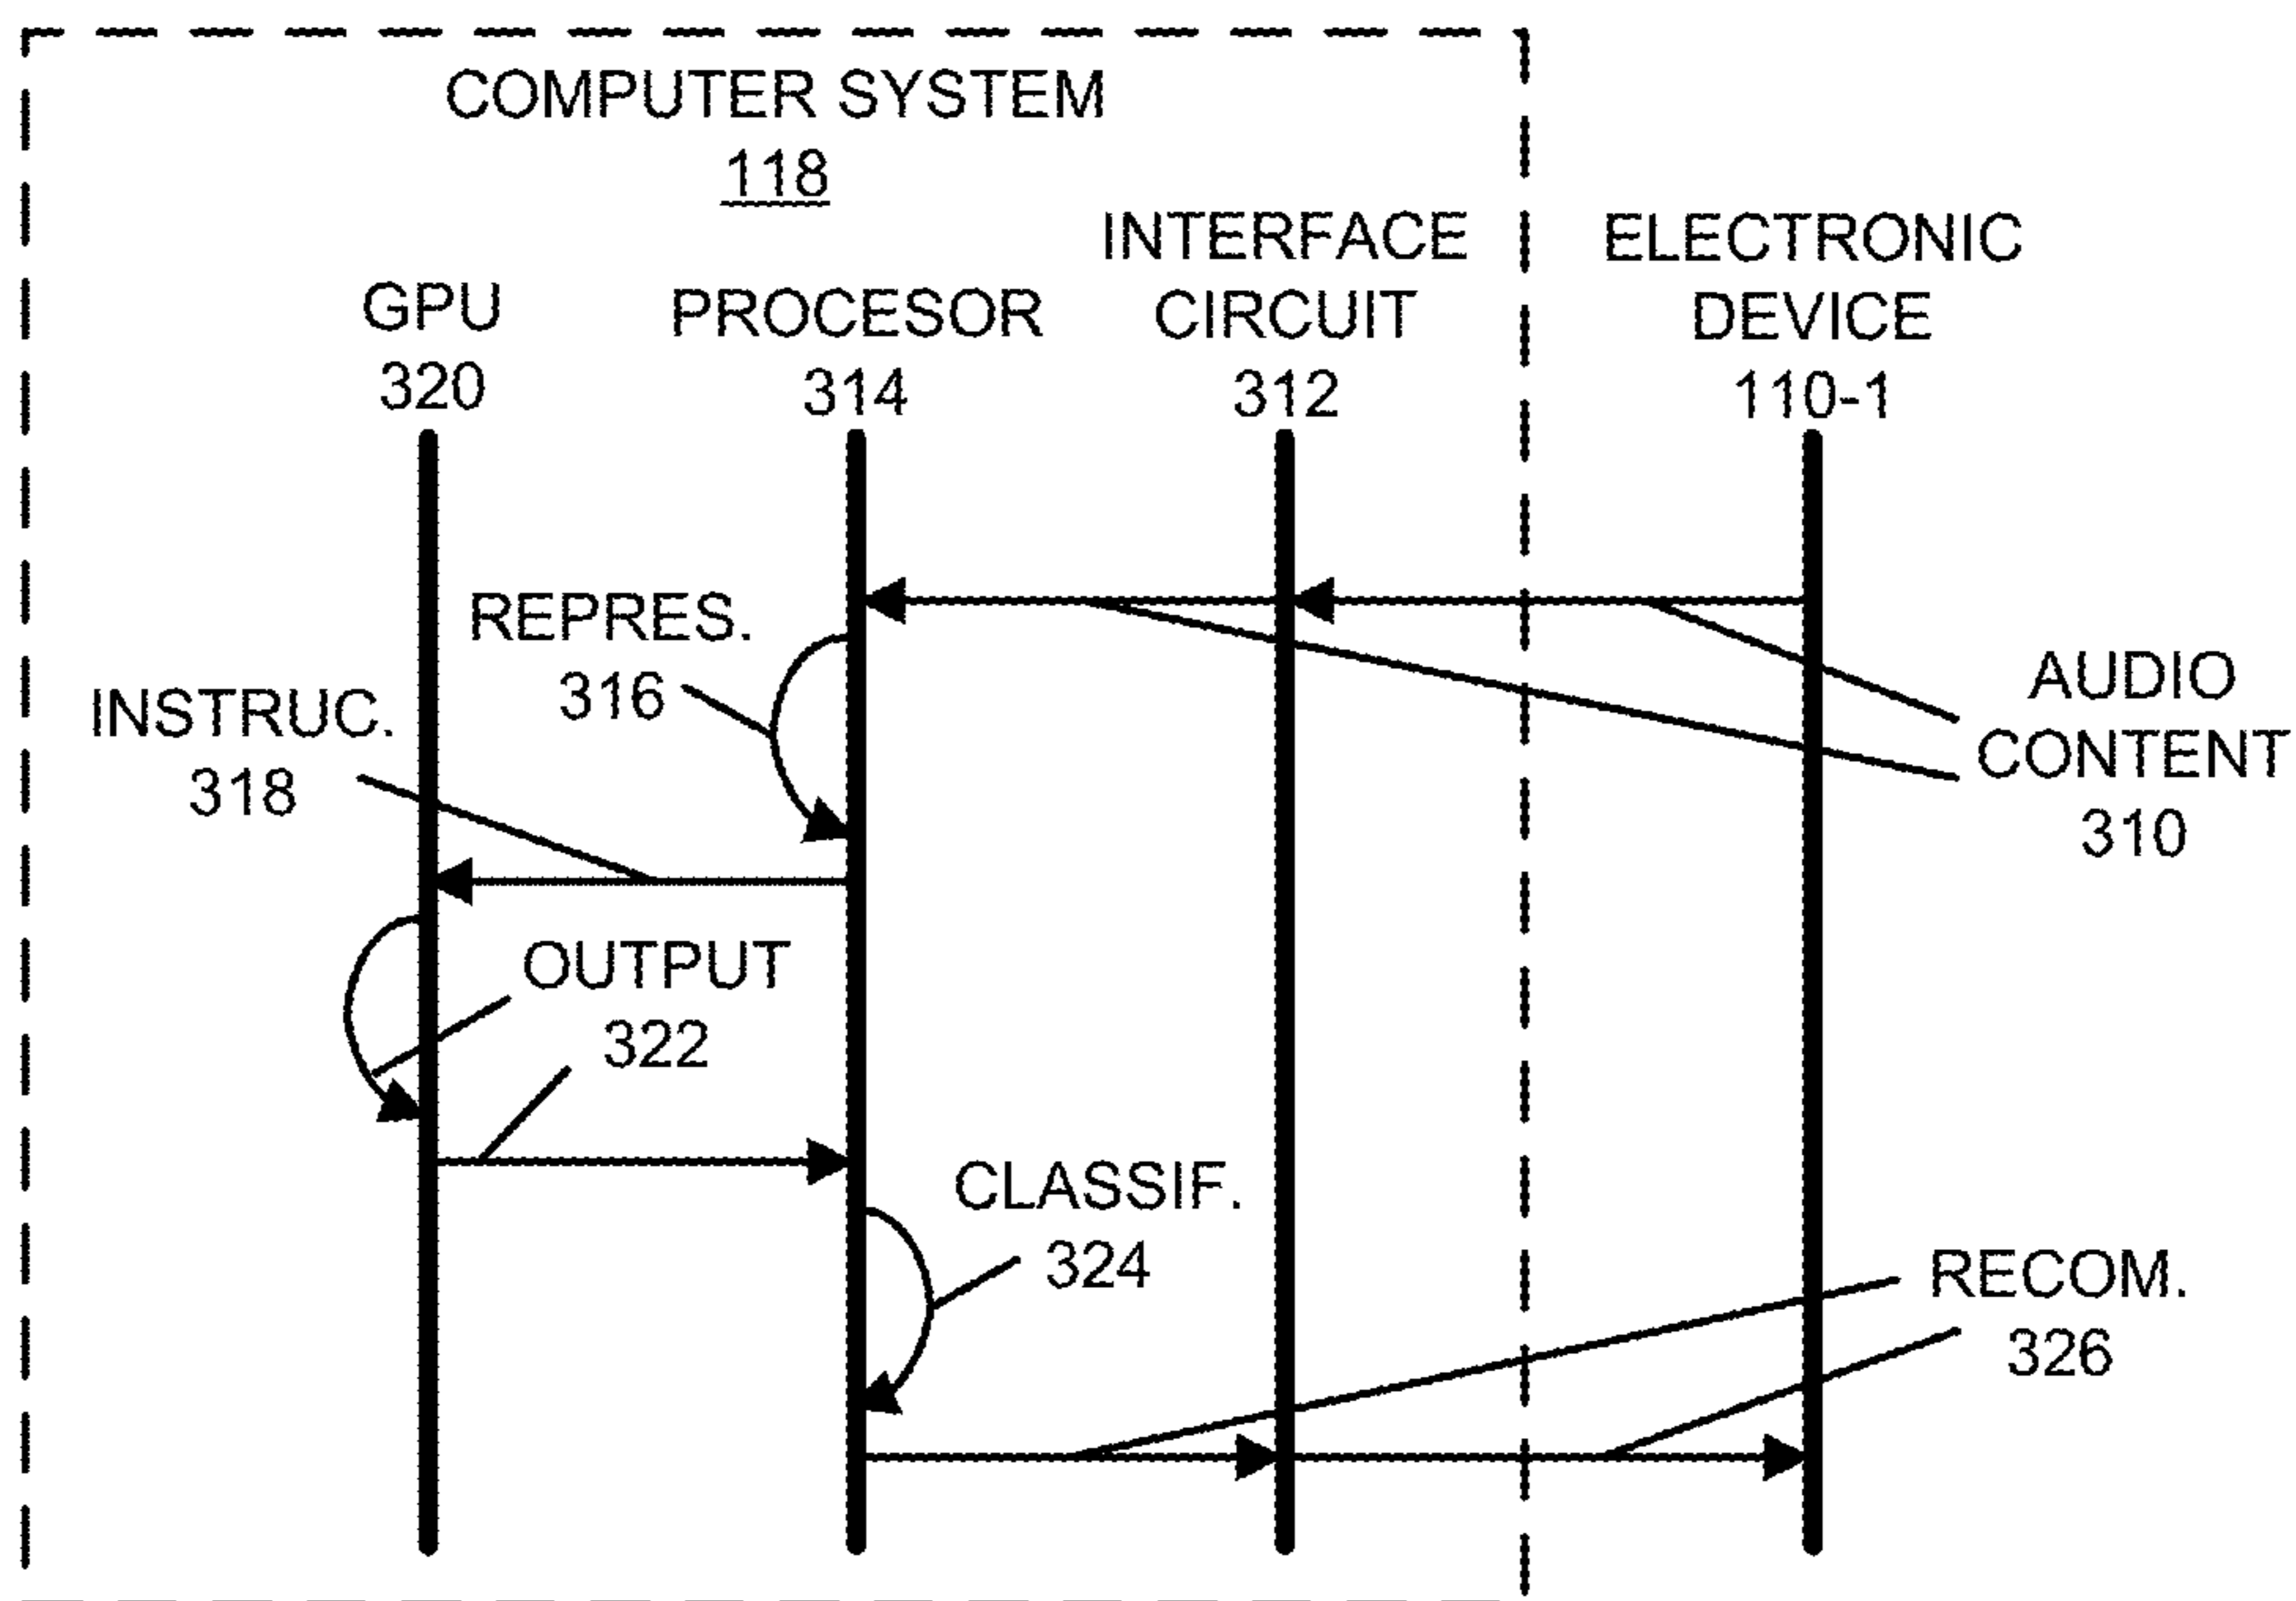 COMPUTER SYSTEM
118
GPU
320
PROCESOR
314
INTERFACE
CIRCUIT
312
ELECTRONIC
DEVICE
110-1
REPRES.
316
INSTRUC.
318
AUDIO
CONTENT
310
OUTPUT
322
CLASSIF.
324
RECOM.
326